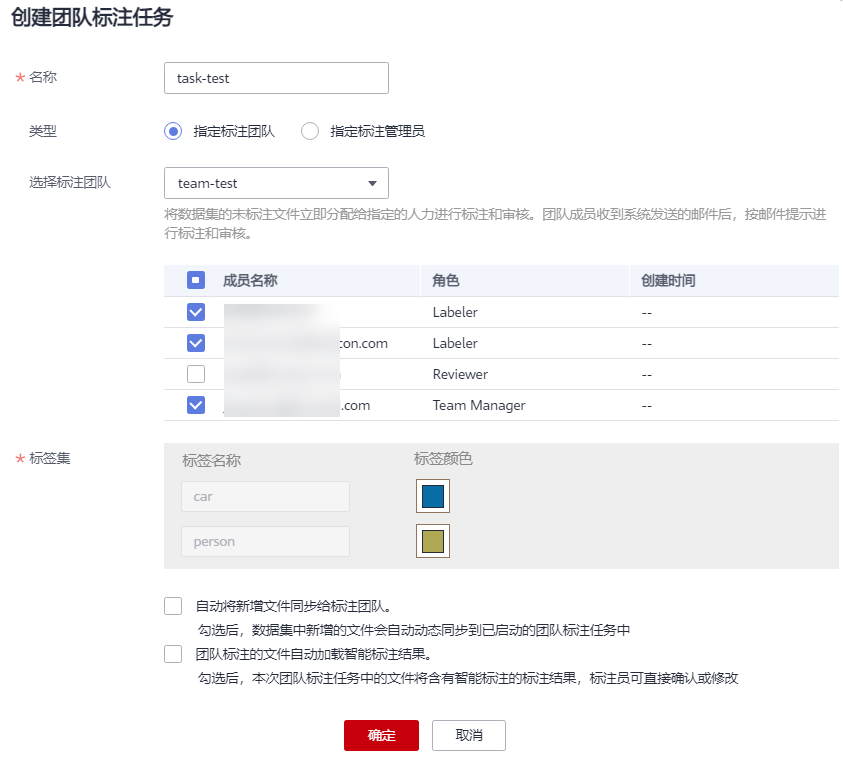 创建团队标注任务
* 名称 task-test
类型 指定标注团队 指定标注管理员
选择标注团队 team-test
将数据集的未标注文件立即分配给指定的人力进行标注和审核。团队成员收到系统发送的邮件后，按邮件提示进
行标注和审核。
成员名称 角色 创建时间
Labeler --
con.com Labeler --
Reviewer --
.com Team Manager --
* 标签集 标签名称 标签颜色
car
person
自动将新增文件同步给标注团队。
勾选后，数据集中新增的文件会自动动态同步到已启动的团队标注任务中
团队标注的文件自动加载智能标注结果。
勾选后，本次团队标注任务中的文件将含有智能标注的标注结果，标注员可直接确认或修改
确定 取消